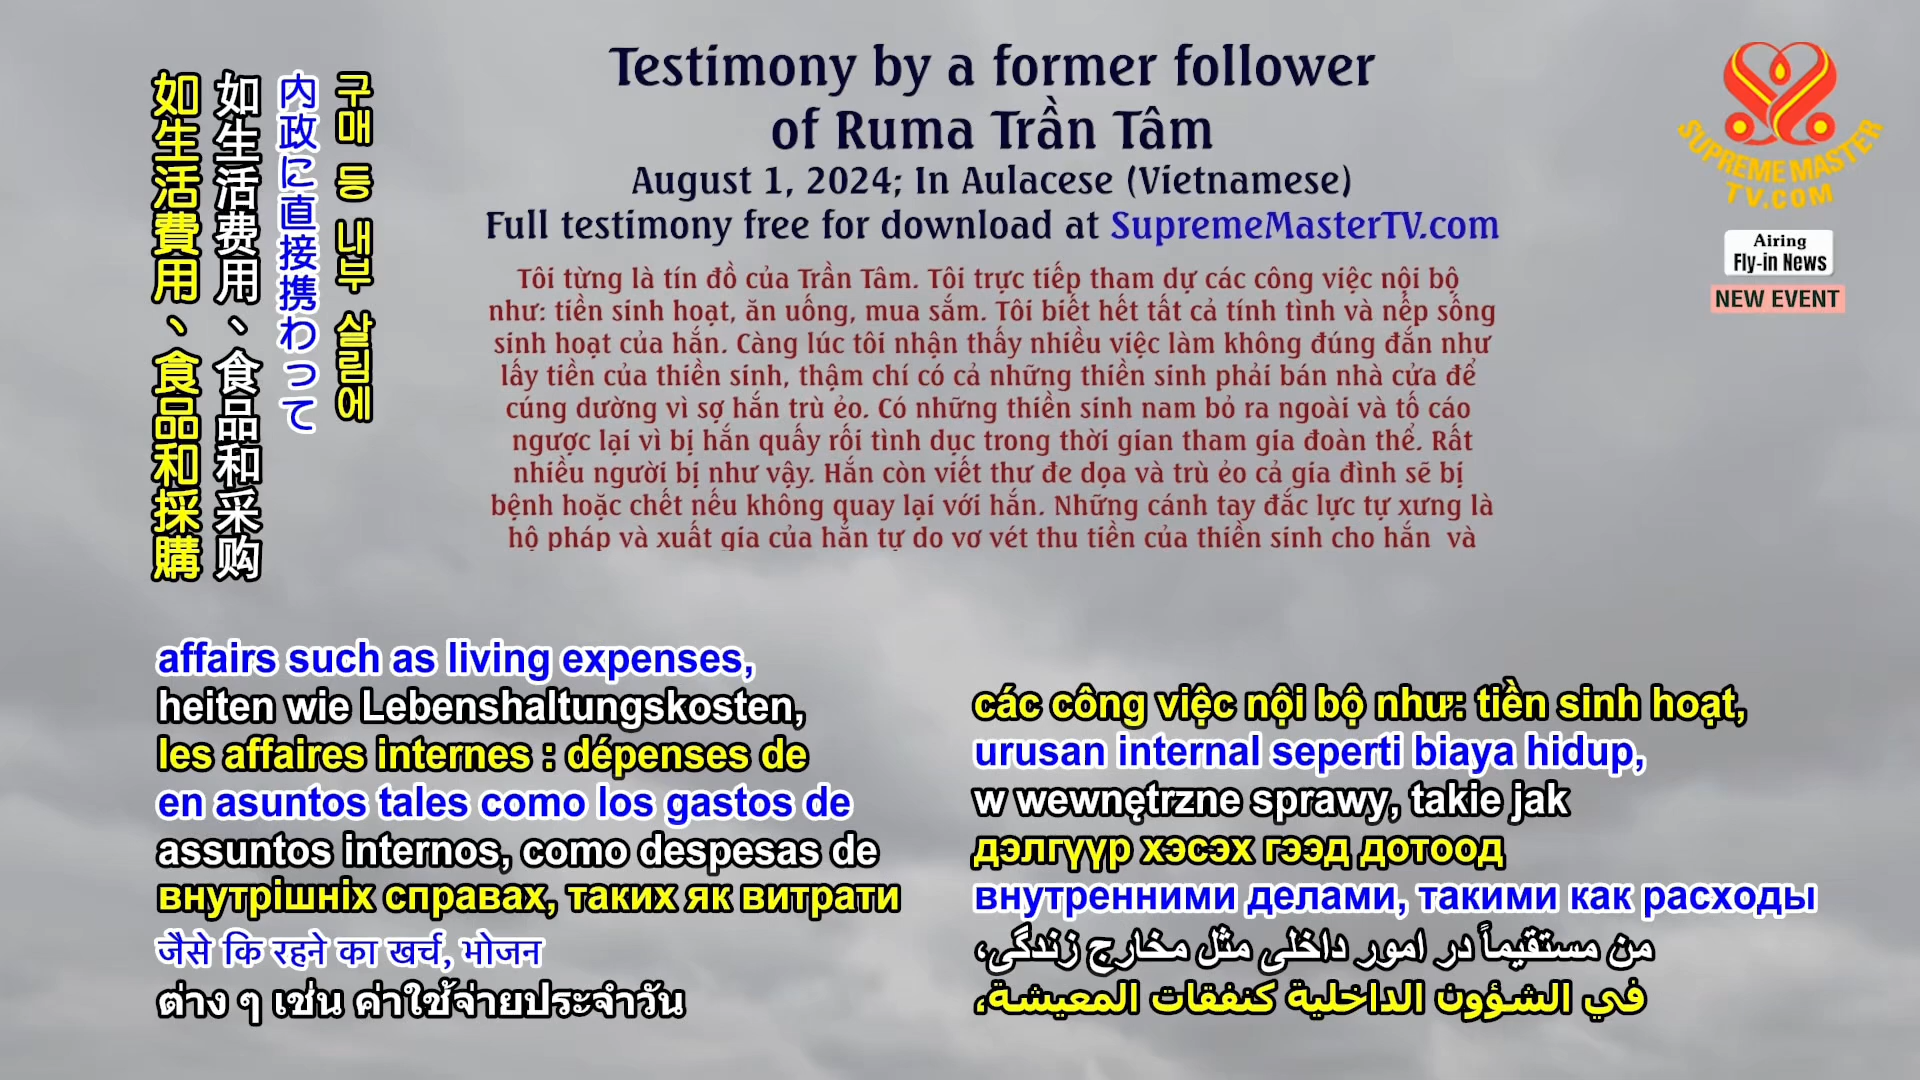 Testimony by a former follower
of Ruma Trần Tâm
August 1, 2024; In Aulacese (Vietnamese)
Full testimony free for download at SupremeMasterTV.com
Tôi từng là tín đồ của Trần Tâm. Tôi trực tiếp tham dự các công việc nội bộ
như: tiền sinh hoạt, ăn uống, mua sắm. Tôi biết hết tất cả tính tình và nếp sống
sinh hoạt của hắn. Càng lúc tôi nhận thấy nhiều việc làm không đúng đắn như
lấy tiền của thiền sinh, thậm chí có cả những thiền sinh phải bán nhà cửa để
cúng dường vì sợ hắn trù ẻo. Có những thiền sinh nam bỏ ra ngoài và tố cáo
ngược lại vì bị hắn quấy rối tình dục trong thời gian tham gia đoàn thể. Rất
nhiều người bị như vậy. Hắn còn viết thư đe dọa và trù ẻo cả gia đình sẽ bị
bệnh hoặc chết nếu không quay lại với hắn. Những cánh tay đắc lực tự xưng là
hộ pháp và xuất gia của hắn tự do vơ vét thu tiền của thiền sinh cho hắn và
SUPREME MASTER
TV.COM
Airing
Fly-in News
NEW EVENT
구매 등 내부 살림에
内政に直接携わって
如生活费用、食品和采购
如生活費用、食品和採購
affairs such as living expenses,
heiten wie Lebenshaltungskosten,
les affaires internes : dépenses de
en asuntos tales como los gastos de
assuntos internos, como despesas de
внутрішніх справах, таких як витрати
जैसे कि रहने का खर्च, भोजन
ต่าง ๆ เช่น ค่าใช้จ่ายประจำวัน
các công việc nội bộ như: tiền sinh hoạt,
urusan internal seperti biaya hidup,
w wewnętrzne sprawy, takie jak
дэлгүүр хэсэх гээд дотоод
внутренними делами, такими как расходы
من مستقیماً در امور داخلی مثل مخارج زندگی،
في الشؤون الداخلية كنفقات المعيشة،